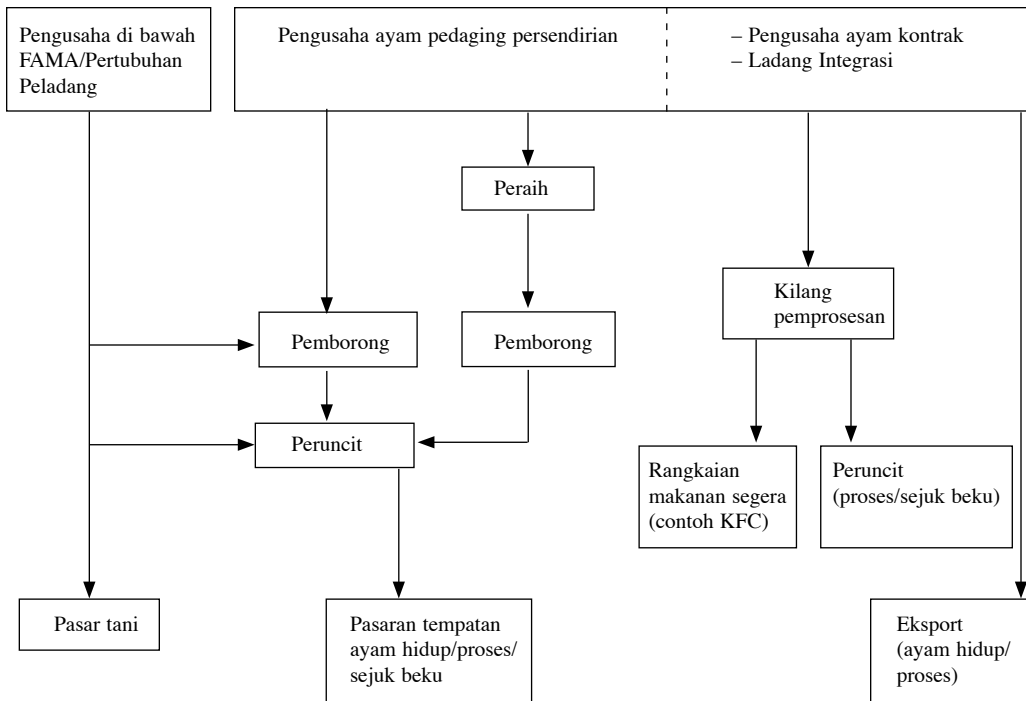 Pengusaha di bawah
FAMA/Pertubuhan
Peladang
Pengusaha ayam pedaging persendirian
– Pengusaha ayam kontrak
– Ladang Integrasi
Peraih
Kilang
pemprosesan
Pemborong
Pemborong
Peruncit
Rangkaian
makanan segera
(contoh KFC)
Peruncit
(proses/sejuk beku)
Pasar tani
Pasaran tempatan
ayam hidup/proses/
sejuk beku
Eksport
(ayam hidup/
proses)